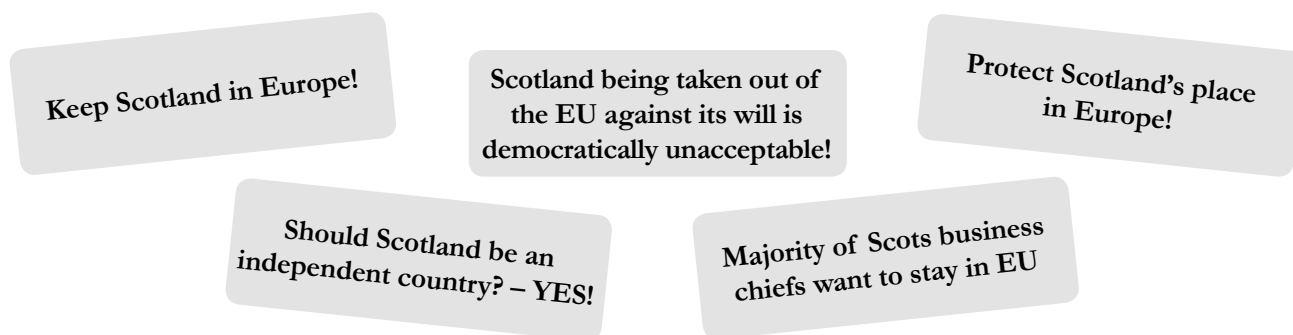 Keep Scotland in Europe!
Scotland being taken out of
the EU against its will is
democratically unacceptable!
Protect Scotland's place
in Europe!
Should Scotland be an
independent country? – YES!
Majority of Scots business
chiefs want to stay in EU